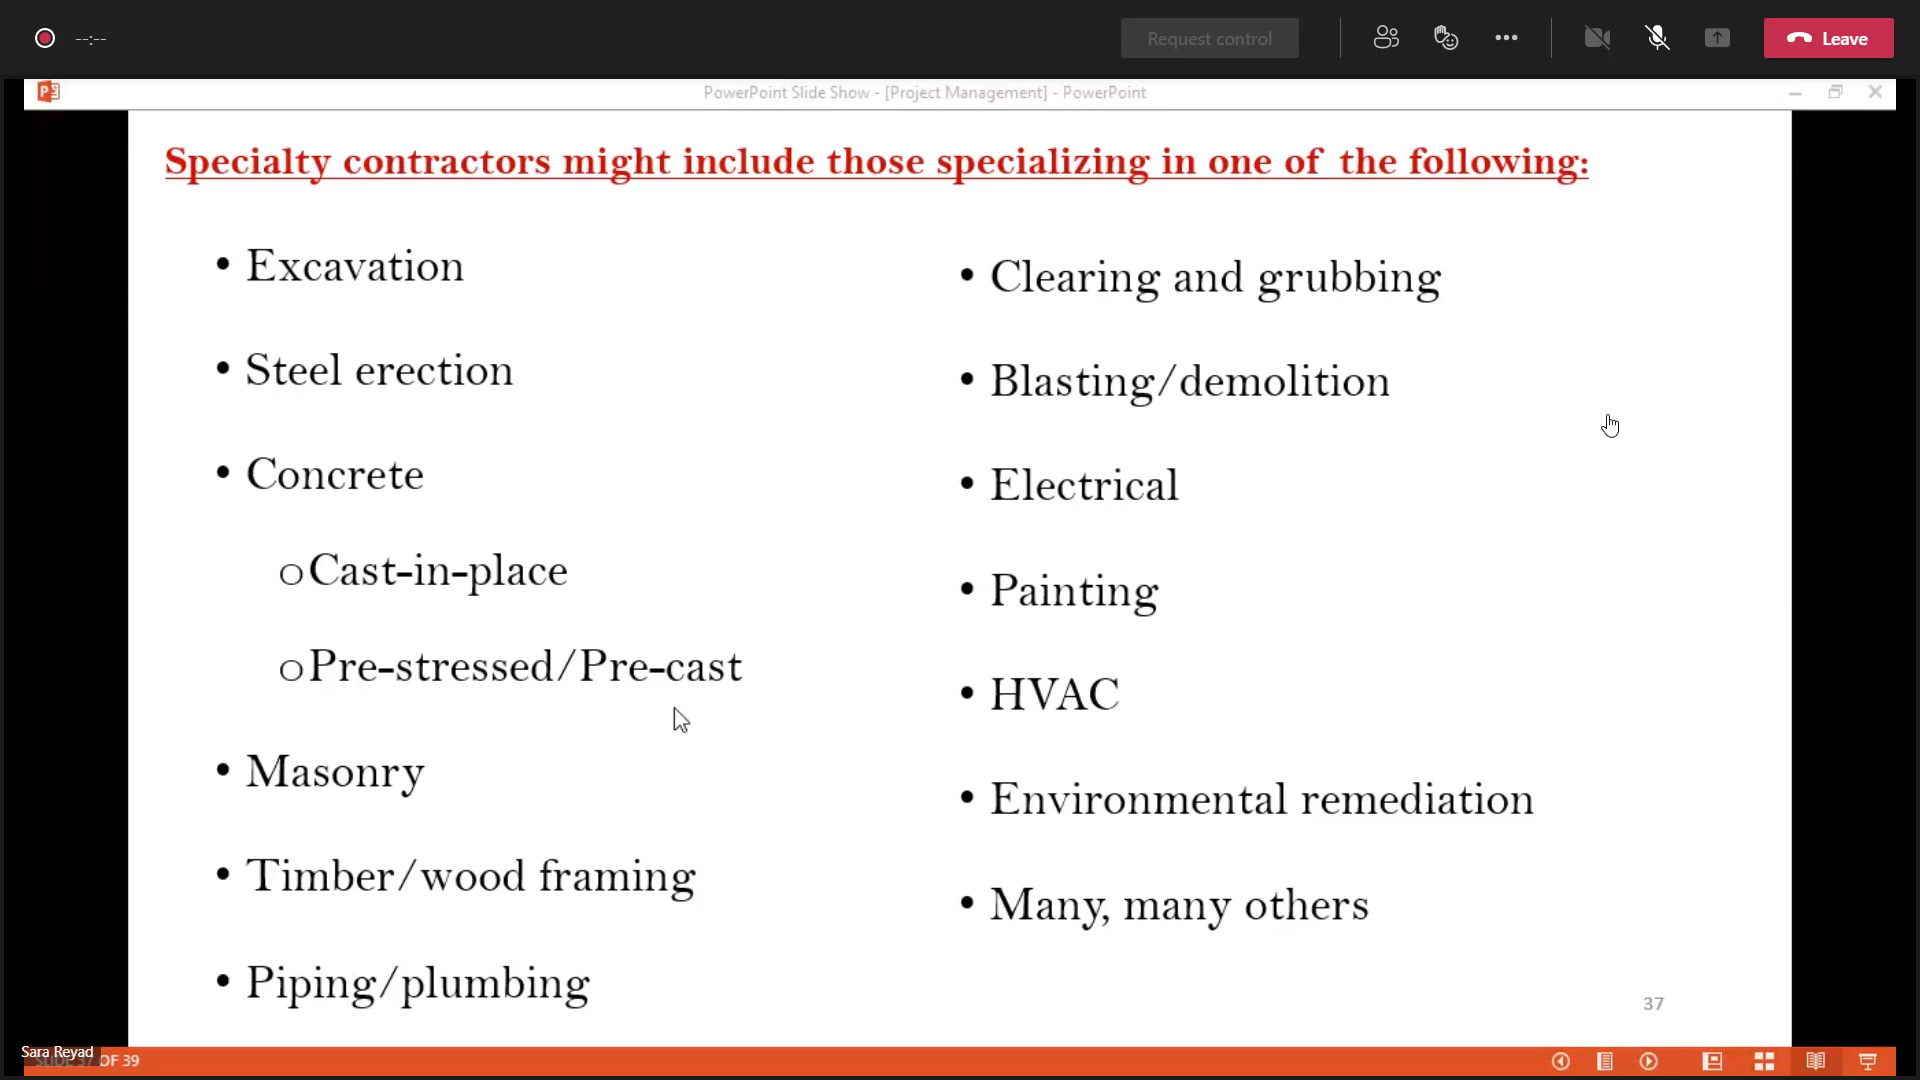 --:--
Request control
Leave
PowerPoint Slide Show - [Project Management] - PowerPoint
Specialty contractors might include those specializing in one of the following:
• Excavation
• Steel erection
• Concrete
o Cast-in-place
o Pre-stressed/Pre-cast
• Masonry
• Timber/wood framing
• Piping/plumbing
• Clearing and grubbing
• Blasting/demolition
• Electrical
• Painting
• HVAC
• Environmental remediation
• Many, many others
37
Sara Reyad
SLIDE 37 OF 39